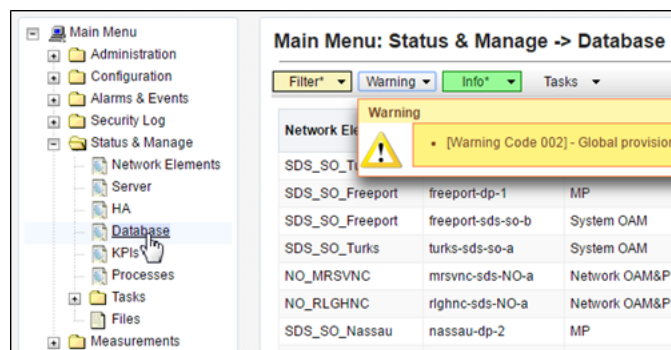 Main Menu
Administration
Configuration
Alarms & Events
Security Log
Status & Manage
Network Elements
Server
HA
Database
KPIs
Processes
Tasks
Files
Measurements
Main Menu: Status & Manage -> Database
Filter* Warning Info* Tasks
Warning
[Warning Code 002] - Global provision
Network
SDS_SO_
SDS_SO_Freeport freeport-dp-1 MP
SDS_SO_Freeport freeport-sds-so-b System OAM
SDS_SO_Turks turks-sds-so-a System OAM
NO_MRSVNC mrsvnc-sds-NO-a Network OAM&P
NO_RLGHNC rlghnc-sds-NO-a Network OAM&P
SDS_SO_Nassau nassau-dp-2 MP